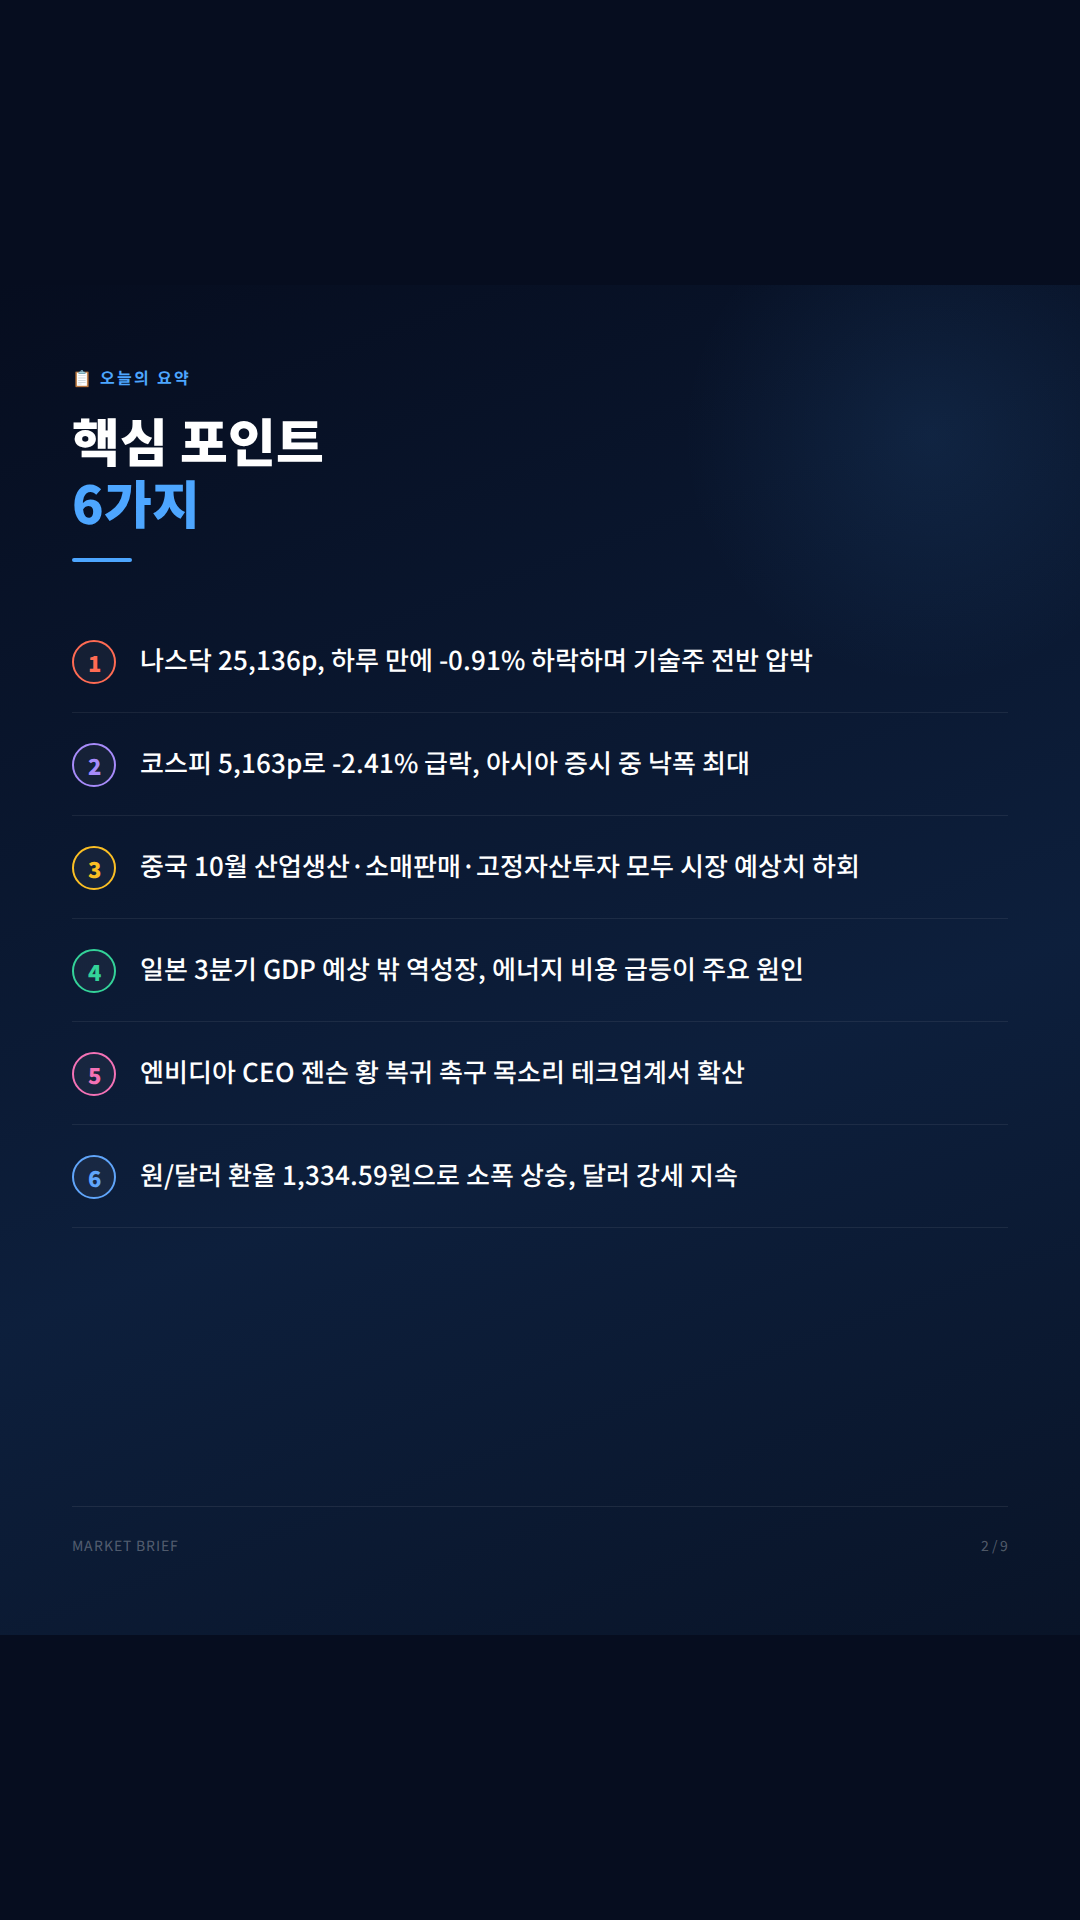 📋 오늘의 요약
핵심 포인트
6가지
1 나스닥 25,136p, 하루 만에 -0.91% 하락하며 기술주 전반 압박
2 코스피 5,163p로 -2.41% 급락, 아시아 증시 중 낙폭 최대
3 중국 10월 산업생산·소매판매·고정자산투자 모두 시장 예상치 하회
4 일본 3분기 GDP 예상 밖 역성장, 에너지 비용 급등이 주요 원인
5 엔비디아 CEO 젠슨 황 복귀 촉구 목소리 테크업계서 확산
6 원/달러 환율 1,334.59원으로 소폭 상승, 달러 강세 지속
MARKET BRIEF 2 / 9